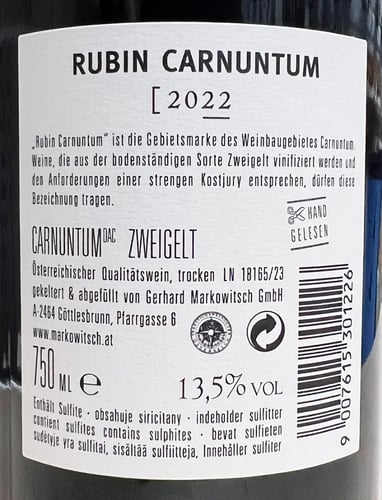 RUBIN CARNUNTUM
[2022
„Rubin Carnuntum“ ist die Gebietsmarke des Weinbaugebietes Carnuntum.
Weine, die aus der bodenständigen Sorte Zweigelt vinifiziert werden und
den Anforderungen einer strengen Kostjury entsprechen, dürfen diese
Bezeichnung tragen.
HAND
GELESEN
CARNUNTUM DAC ZWEIGELT
Österreichischer Qualitätswein, trocken LN 18165/23
gekeltert & abgefüllt von Gerhard Markowitsch GmbH
A-2464 Göttlesbrunn, Pfarrgasse 6
www.markowitsch.at
750 ML e
13,5% VOL
Enthält Sulfite · obsahuje siricitany · indeholder sulfitter
contient sulfites contains sulphites · bevat sulfieten
sudėtyje yra sulfitai, sisältää sulfiitteja, Innehåller sulfiter
9 007615 301226